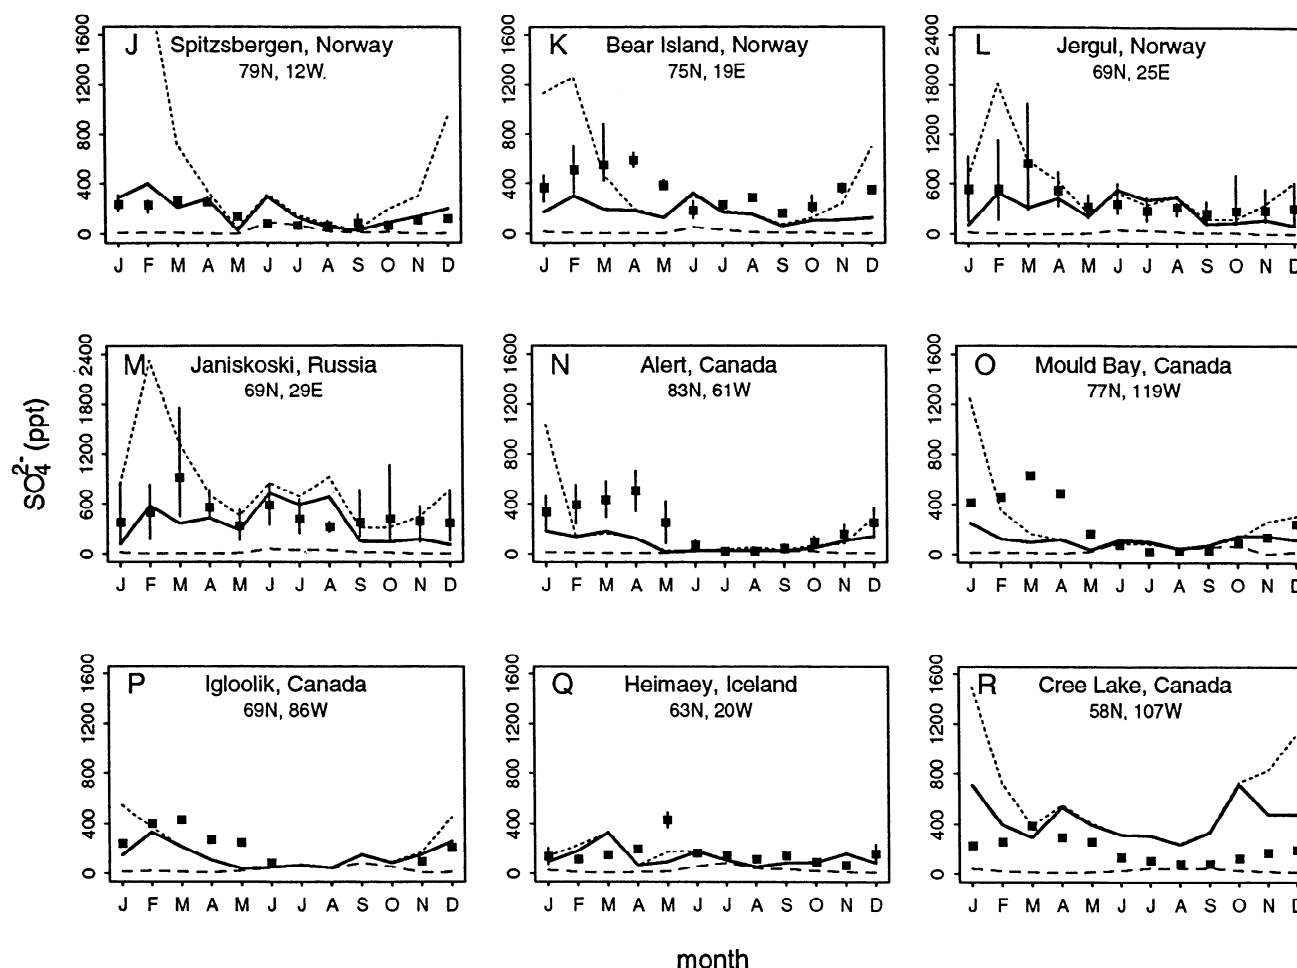 J Spitzsbergen, Norway
79N, 12W.
0 400 800 1200 1600
J F M A M J J A S O N D
K Bear Island, Norway
75N, 19E
0 400 800 1200 1600
J F M A M J J A S O N D
L Jergul, Norway
69N, 25E
0 600 1200 1800 2400
J F M A M J J A S O N D
M Janiskoski, Russia
69N, 29E
0 600 1200 1800 2400
J F M A M J J A S O N D
N Alert, Canada
83N, 61W
0 400 800 1200 1600
J F M A M J J A S O N D
O Mould Bay, Canada
77N, 119W
0 400 800 1200 1600
J F M A M J J A S O N D
SO₄²⁻ (ppt)
P Igloolik, Canada
69N, 86W
0 400 800 1200 1600
J F M A M J J A S O N D
Q Heimaey, Iceland
63N, 20W
0 400 800 1200 1600
J F M A M J J A S O N D
R Cree Lake, Canada
58N, 107W
0 400 800 1200 1600
J F M A M J J A S O N D
month